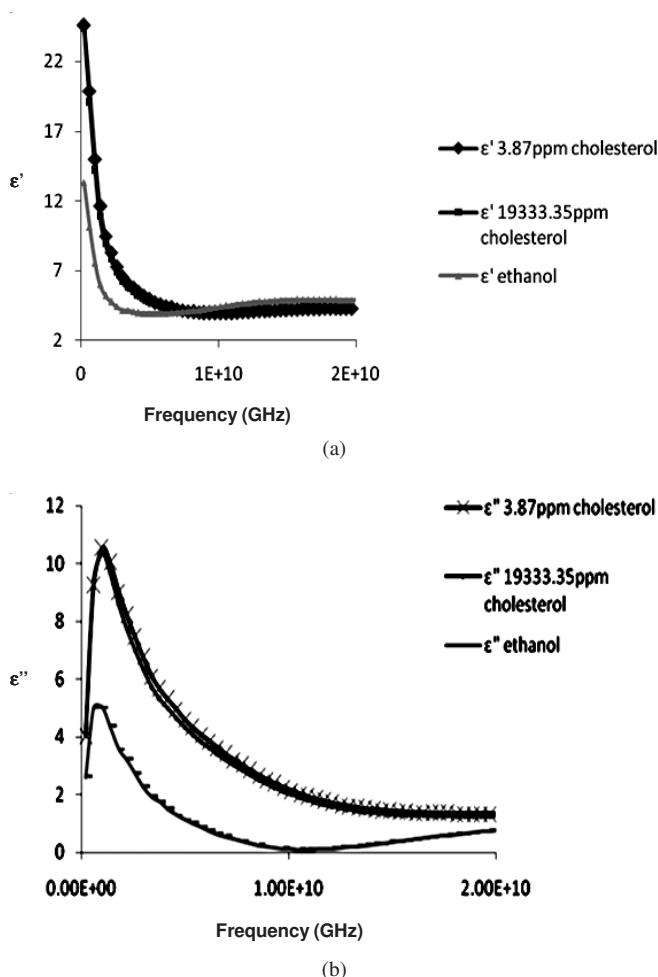 22
17
12
7
2
ε’
0 1E+10 2E+10
Frequency (GHz)
ε' 3.87ppm cholesterol
ε' 19333.35ppm
cholesterol
ε' ethanol
(a)
12
10
8
6
4
2
0
ε’’
0.00E+00 1.00E+10 2.00E+10
Frequency (GHz)
ε'' 3.87ppm cholesterol
ε'' 19333.35ppm
cholesterol
ε'' ethanol
(b)